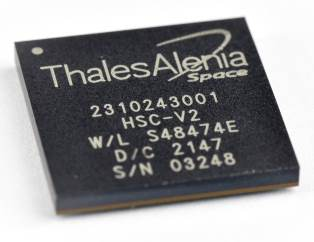 ThalesAlenia
Space
2310243001
HSC-V2
W/L S48474E
D/C 2147
S/N 03248